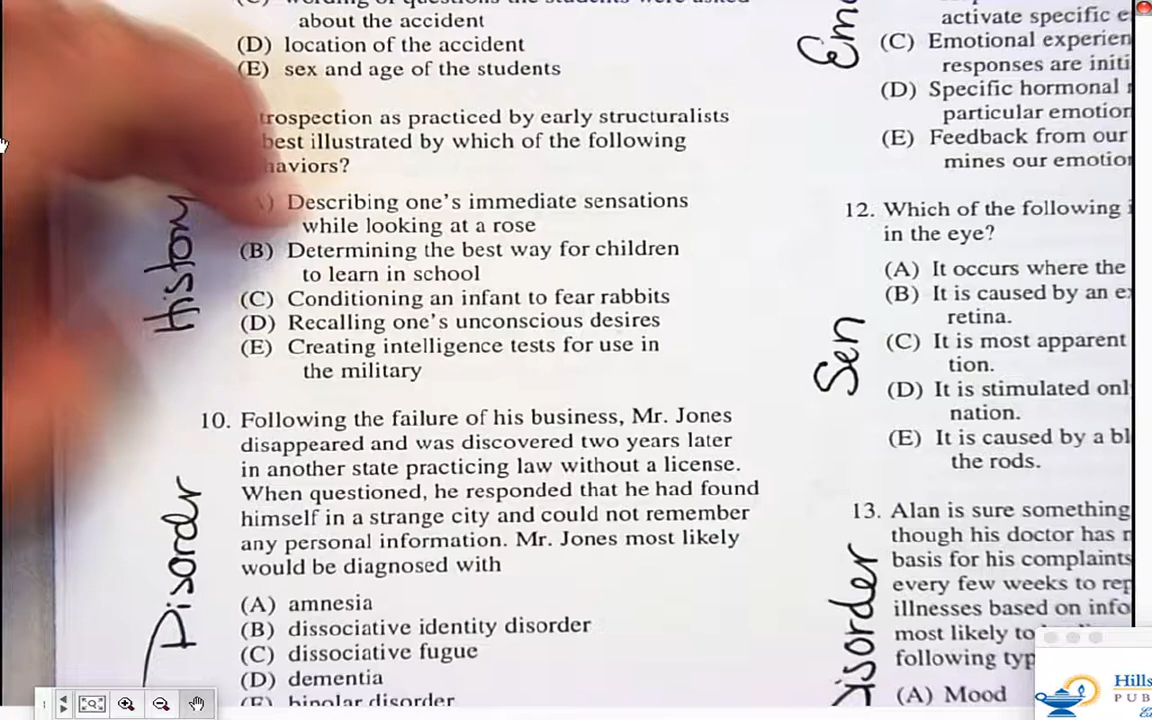 about the accident
(D) location of the accident
(E) sex and age of the students
trospection as practiced by early structuralists
best illustrated by which of the following
haviors?
Describing one's immediate sensations
while looking at a rose
(B) Determining the best way for children
to learn in school
(C) Conditioning an infant to fear rabbits
(D) Recalling one's unconscious desires
(E) Creating intelligence tests for use in
the military
History
10. Following the failure of his business, Mr. Jones
disappeared and was discovered two years later
in another state practicing law without a license.
When questioned, he responded that he had found
himself in a strange city and could not remember
any personal information. Mr. Jones most likely
would be diagnosed with
(A) amnesia
(B) dissociative identity disorder
(C) dissociative fugue
(D) dementia
(E) bipolar disorder
Disorder
Emo
activate specific e
(C) Emotional experien
responses are initi
(D) Specific hormonal
particular emotion
(E) Feedback from our
mines our emotio
12. Which of the following
in the eye?
(A) It occurs where the
(B) It is caused by an e
retina.
(C) It is most apparent
tion.
(D) It is stimulated onl
nation.
(E) It is caused by a bl
the rods.
Sen
13. Alan is sure something
though his doctor has
basis for his complaints
every few weeks to rep
illnesses based on info
most likely to
following typ
(A) Mood
Disorder
Hills
PUB